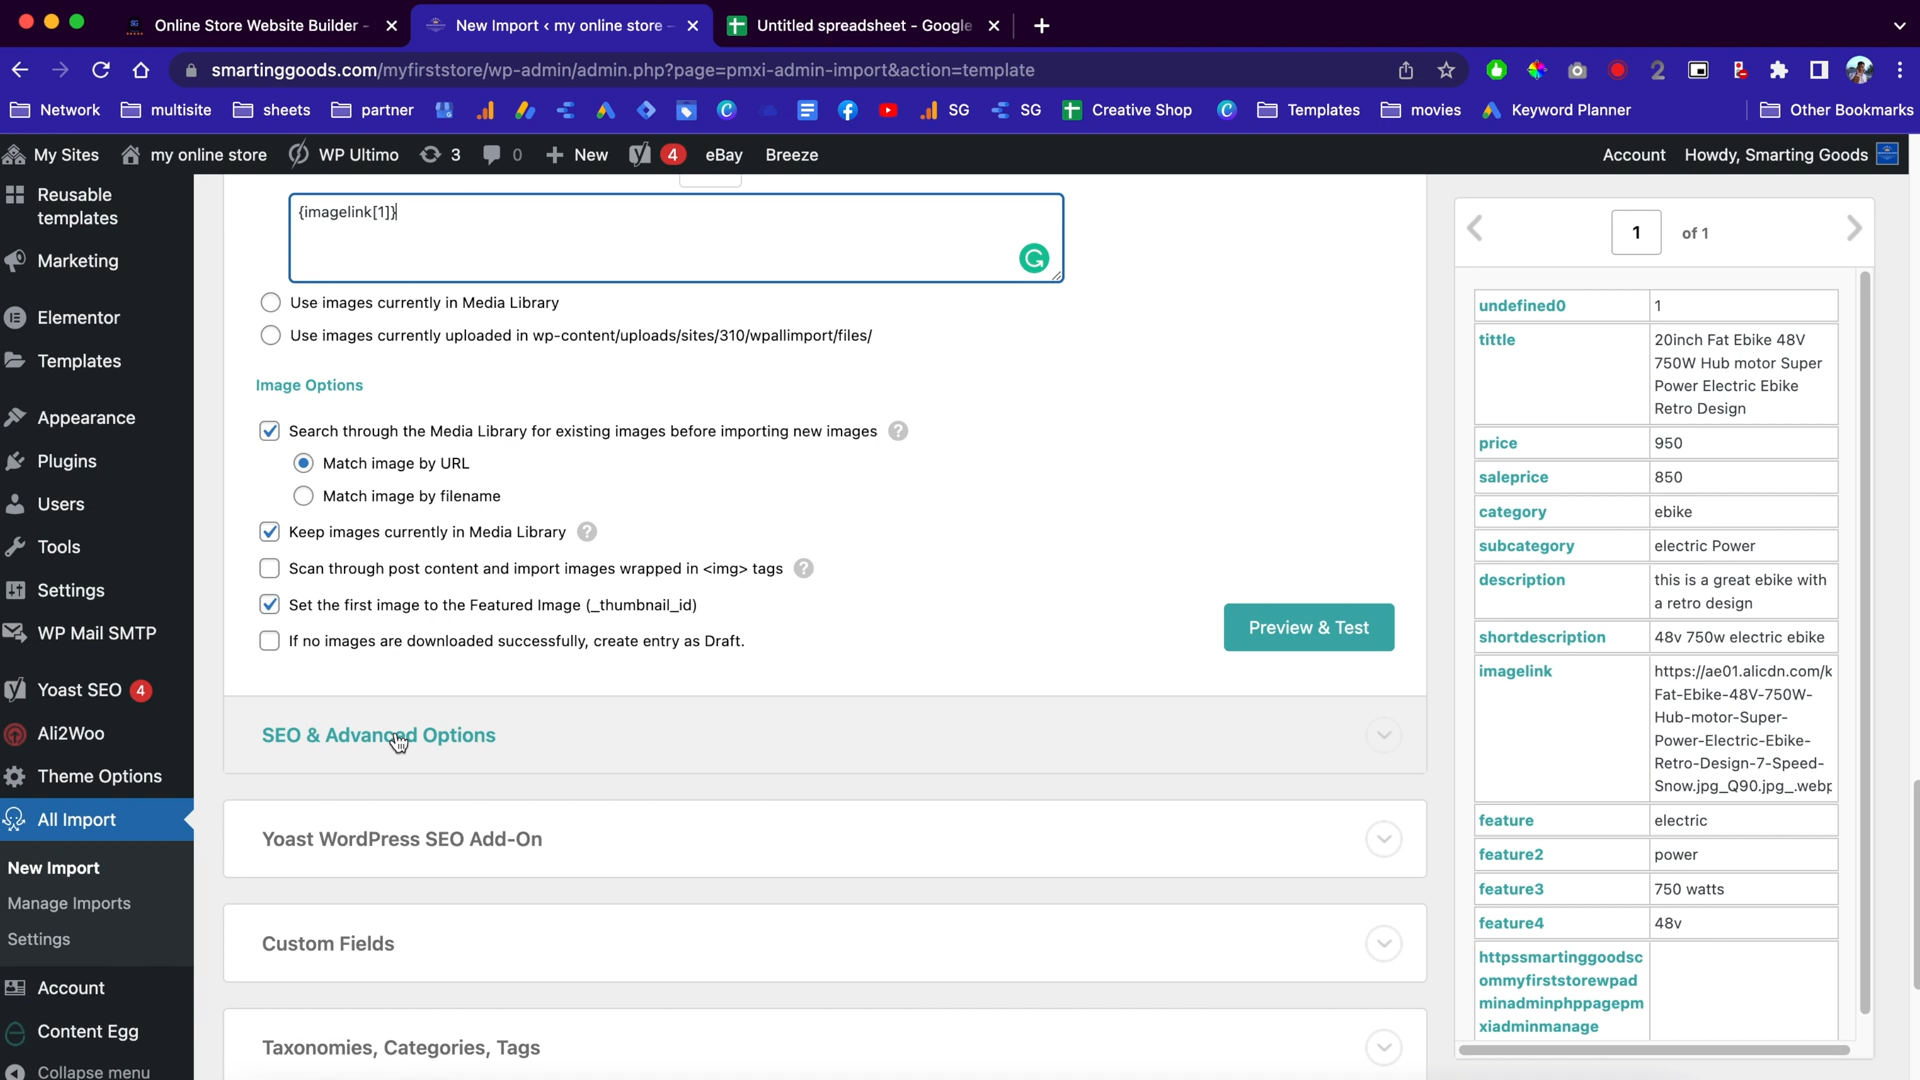 Online Store Website Builder -
New Import < my online store -
Untitled spreadsheet - Google
smartinggoods.com/myfirststore/wp-admin/admin.php?page=pmxi-admin-import&action=template
Network
multisite
sheets
partner
SG
SG
Creative Shop
Templates
movies
Keyword Planner
Other Bookmarks
My Sites
my online store
WP Ultimo
3
0
New
4
eBay
Breeze
Account
Howdy, Smarting Goods
Reusable
templates
Marketing
Elementor
Templates
Appearance
Plugins
Users
Tools
Settings
WP Mail SMTP
Yoast SEO 4
Ali2Woo
Theme Options
All Import
New Import
Manage Imports
Settings
Account
Content Egg
Collapse menu
{imagelink[1]}
Use images currently in Media Library
Use images currently uploaded in wp-content/uploads/sites/310/wpallimport/files/
Image Options
Search through the Media Library for existing images before importing new images ?
Match image by URL
Match image by filename
Keep images currently in Media Library ?
Scan through post content and import images wrapped in <img> tags ?
Set the first image to the Featured Image (_thumbnail_id)
If no images are downloaded successfully, create entry as Draft.
Preview & Test
SEO & Advanced Options
Yoast WordPress SEO Add-On
Custom Fields
Taxonomies, Categories, Tags
1 of 1
undefined0 1
tittle 20inch Fat Ebike 48V
750W Hub motor Super
Power Electric Ebike
Retro Design
price 950
saleprice 850
category ebike
subcategory electric Power
description this is a great ebike with
a retro design
shortdescription 48v 750w electric ebike
imagelink https://ae01.alicdn.com/k
Fat-Ebike-48V-750W-
Hub-motor-Super-
Power-Electric-Ebike-
Retro-Design-7-Speed-
Snow.jpg_Q90.jpg_.webp
feature electric
feature2 power
feature3 750 watts
feature4 48v
httpssmartinggoodsc
ommyfirststorewpad
minadminphppagepm
xiadminmanage